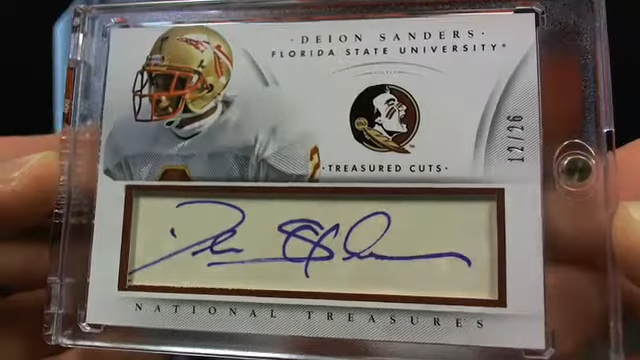 · DEION SANDERS ·
FLORIDA STATE UNIVERSITY®
12/26
· TREASURED CUTS ·
NATIONAL TREASURES